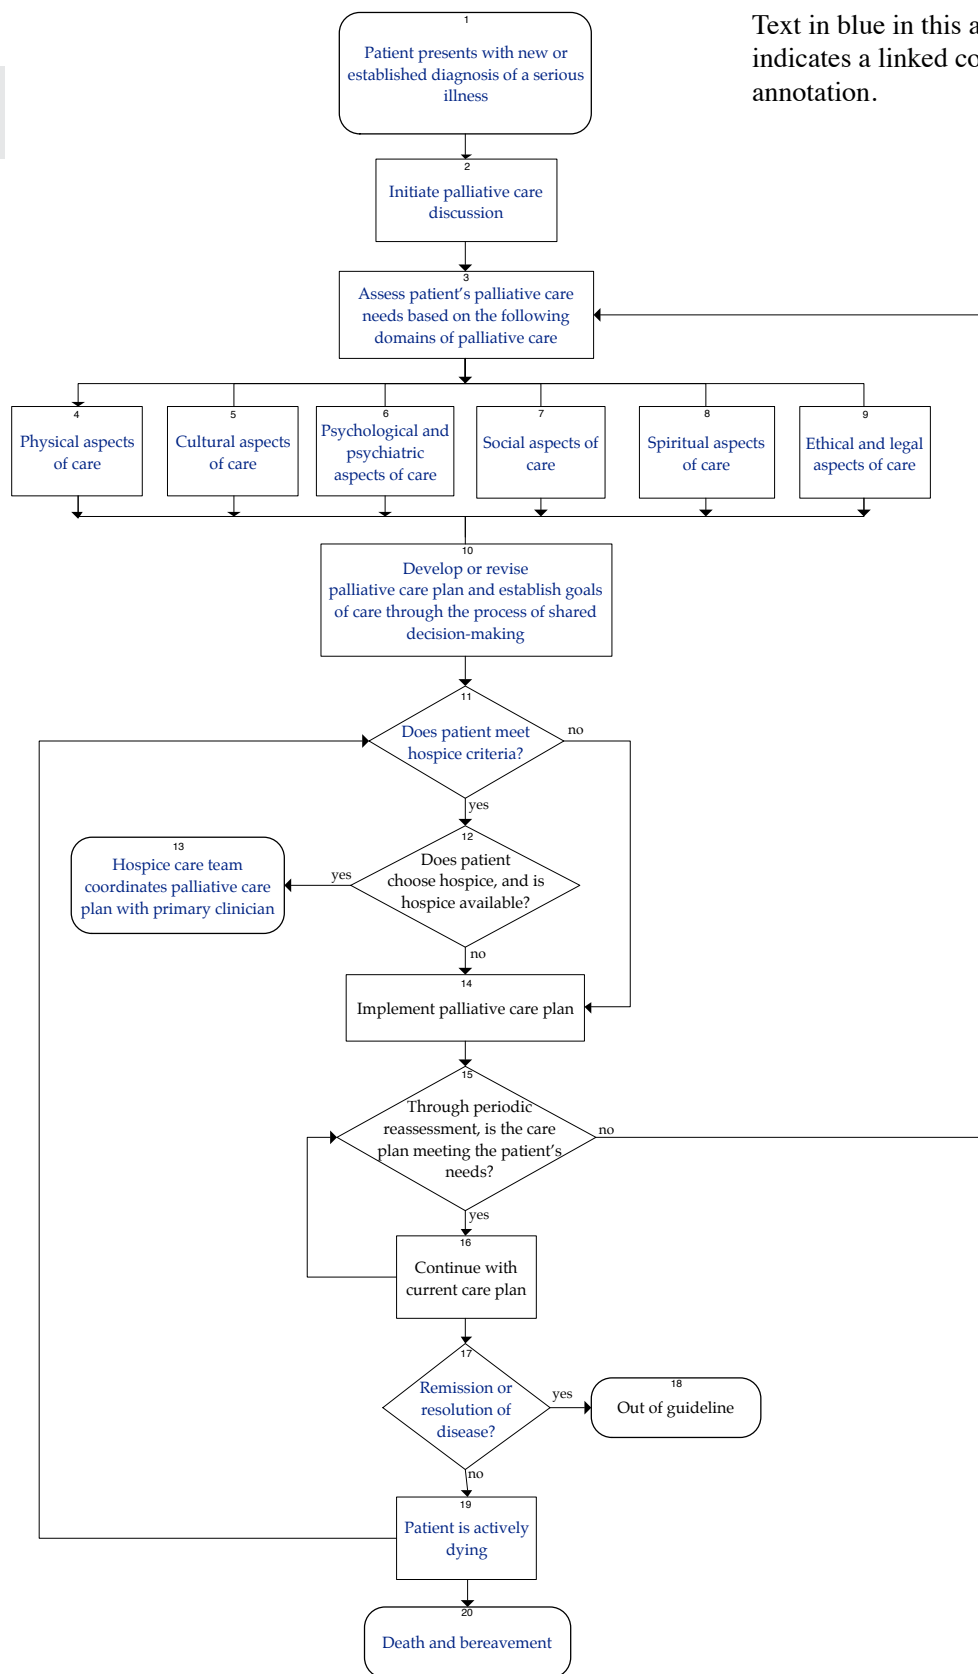 Text in blue in this a
indicates a linked co
annotation.
1
Patient presents with new or
established diagnosis of a serious
illness
2
Initiate palliative care
discussion
3
Assess patient's palliative care
needs based on the following
domains of palliative care
4
Physical aspects
of care
5
Cultural aspects
of care
6
Psychological and
psychiatric
aspects of care
7
Social aspects of
care
8
Spiritual aspects
of care
9
Ethical and legal
aspects of care
10
Develop or revise
palliative care plan and establish goals
of care through the process of shared
decision-making
11
Does patient meet
hospice criteria?
no
yes
12
Does patient
choose hospice, and is
hospice available?
yes
13
Hospice care team
coordinates palliative care
plan with primary clinician
no
14
Implement palliative care plan
15
Through periodic
reassessment, is the care
plan meeting the patient's
needs?
no
yes
16
Continue with
current care plan
17
Remission or
resolution of
disease?
yes
18
Out of guideline
no
19
Patient is actively
dying
20
Death and bereavement